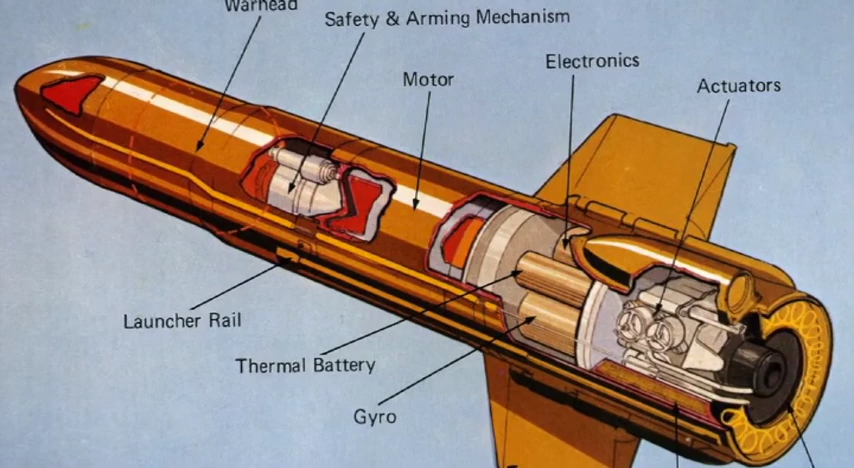 Warhead
Safety & Arming Mechanism
Electronics
Motor
Actuators
Launcher Rail
Thermal Battery
Gyro